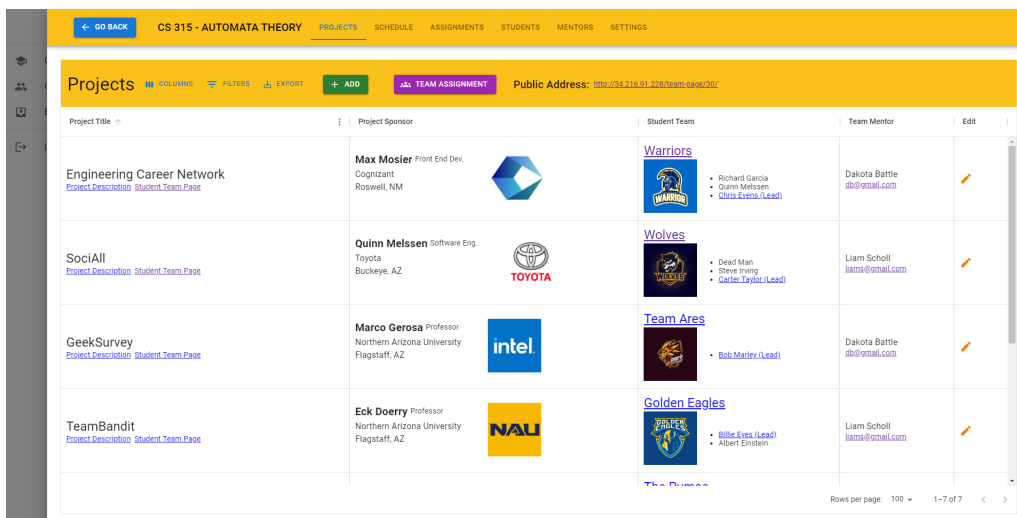 GO BACK CS 315 - AUTOMATA THEORY PROJECTS SCHEDULE ASSIGNMENTS STUDENTS MENTORS SETTINGS
Projects COLUMNS FILTERS EXPORT + ADD TEAM ASSIGNMENT Public Address: http://34.216.91.228/team-page/30/
Project Title Project Sponsor Student Team Team Mentor Edit
Engineering Career Network
Project Description Student Team Page
Max Mosier Front End Dev.
Cognizant
Roswell, NM
Warriors
WARRIOR
Richard Garcia
Quinn Melssen
Chris Evens (Lead)
Dakota Battle
db@gmail.com
SociAll
Project Description Student Team Page
Quinn Melssen Software Eng.
Toyota
Buckeye, AZ
TOYOTA
Wolves
WOLVES
Dead Man
Steve Irving
Carter Taylor (Lead)
Liam Scholl
liams@gmail.com
GeekSurvey
Project Description Student Team Page
Marco Gerosa Professor
Northern Arizona University
Flagstaff, AZ
intel.
Team Ares
Bob Marley (Lead)
Dakota Battle
db@gmail.com
TeamBandit
Project Description Student Team Page
Eck Doerry Professor
Northern Arizona University
Flagstaff, AZ
NAU
Golden Eagles
GOLDEN
EAGLES
Billie Eyes (Lead)
Albert Einstein
Liam Scholl
liams@gmail.com
Rows per page: 100 1–7 of 7